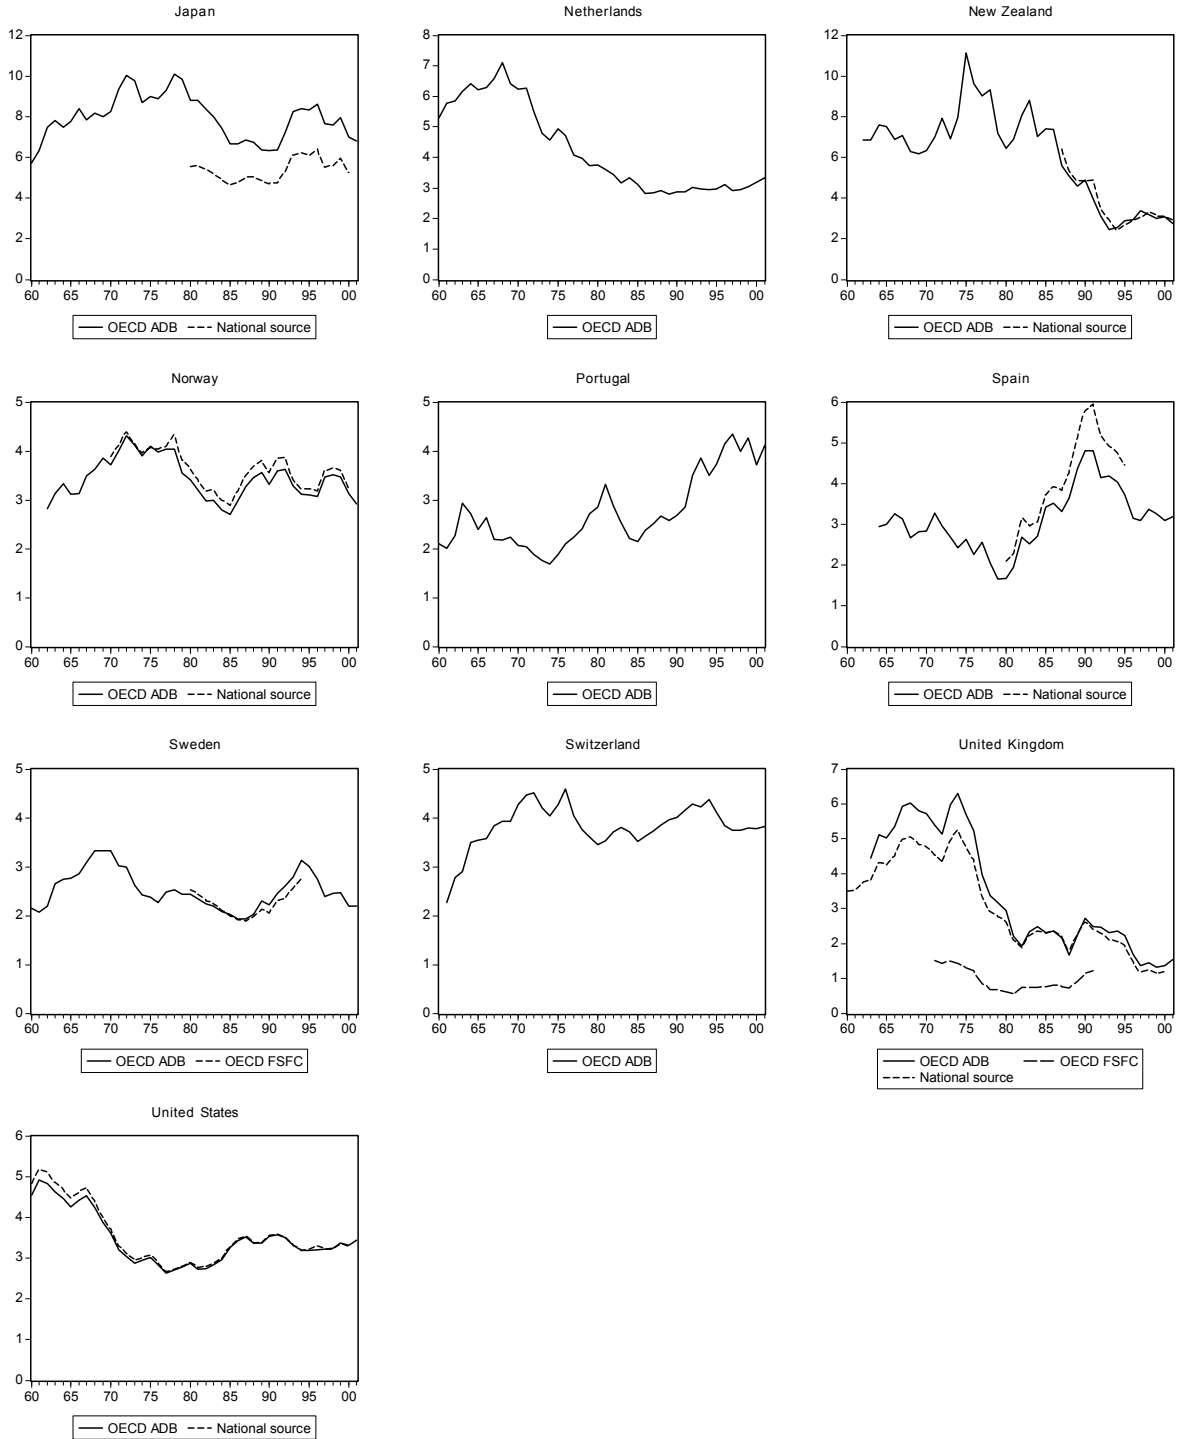 Japan
12
10
8
6
4
2
0
60 65 70 75 80 85 90 95 00
OECD ADB National source
Netherlands
8
7
6
5
4
3
2
1
0
60 65 70 75 80 85 90 95 00
OECD ADB
New Zealand
12
10
8
6
4
2
0
60 65 70 75 80 85 90 95 00
OECD ADB National source
Norway
5
4
3
2
1
0
60 65 70 75 80 85 90 95 00
OECD ADB National source
Portugal
5
4
3
2
1
0
60 65 70 75 80 85 90 95 00
OECD ADB
Spain
6
5
4
3
2
1
0
60 65 70 75 80 85 90 95 00
OECD ADB National source
Sweden
5
4
3
2
1
0
60 65 70 75 80 85 90 95 00
OECD ADB OECD FSFC
Switzerland
5
4
3
2
1
0
60 65 70 75 80 85 90 95 00
OECD ADB
United Kingdom
7
6
5
4
3
2
1
0
60 65 70 75 80 85 90 95 00
OECD ADB OECD FSFC
National source
United States
6
5
4
3
2
1
0
60 65 70 75 80 85 90 95 00
OECD ADB National source